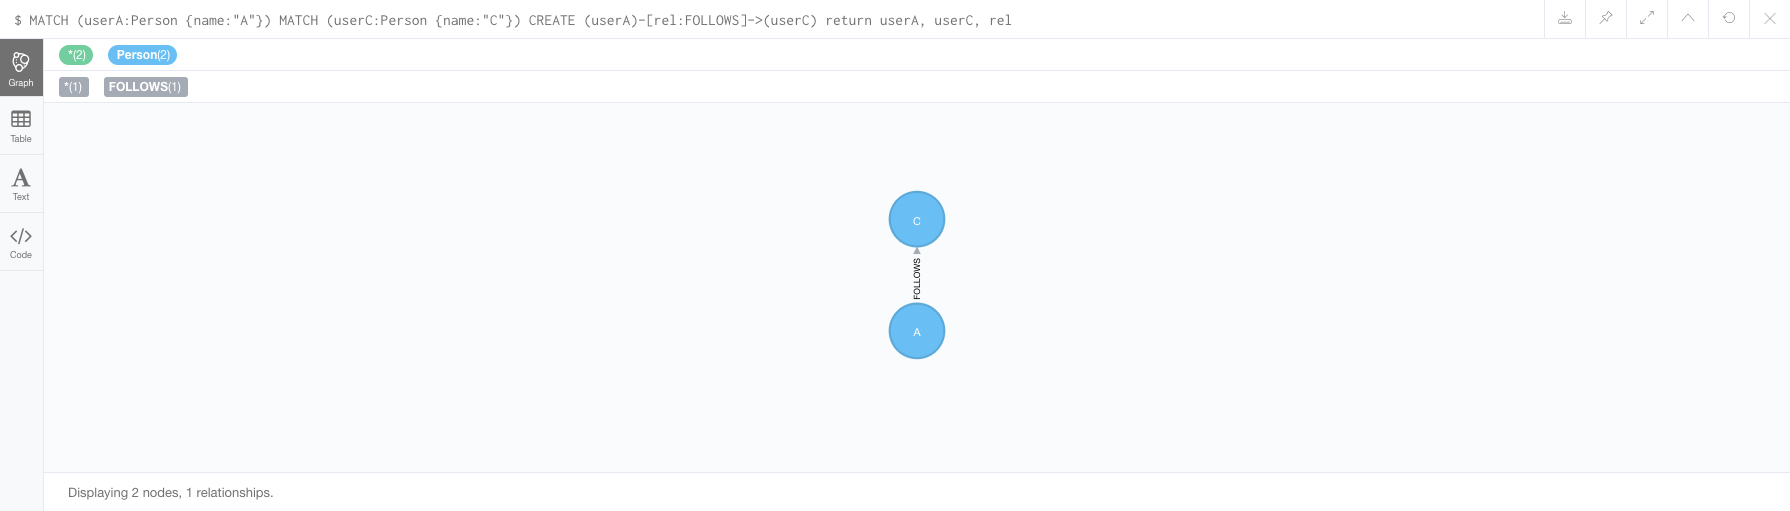 $ MATCH (userA:Person {name:"A"}) MATCH (userC:Person {name:"C"}) CREATE (userA)-[rel:FOLLOWS]->(userC) return userA, userC, rel
*(2) Person(2)
*(1) FOLLOWS(1)
Graph
Table
Text
Code
C
FOLLOWS
A
Displaying 2 nodes, 1 relationships.